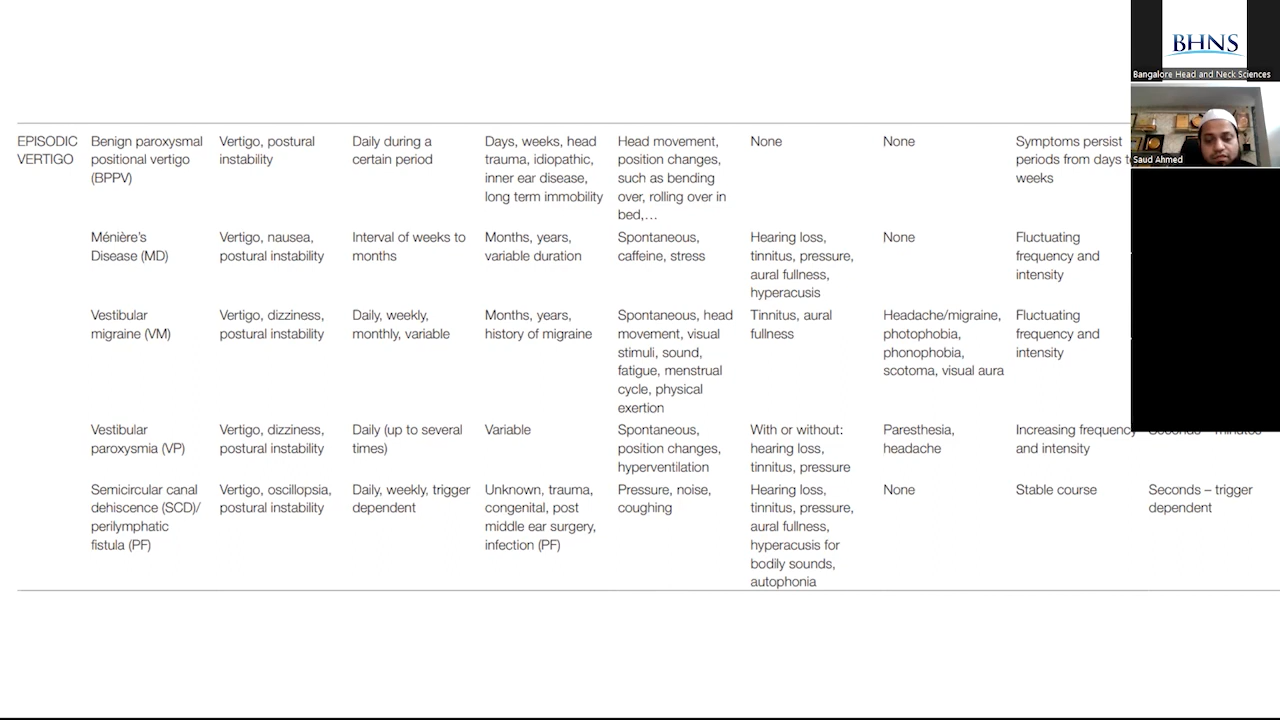 BHNS
Bangalore Head and Neck Sciences
Saud Ahmed
EPISODIC VERTIGO
Benign paroxysmal
positional vertigo
(BPPV)
Vertigo, postural
instability
Daily during a
certain period
Days, weeks, head
trauma, idiopathic,
inner ear disease,
long term immobility
Head movement,
position changes,
such as bending
over, rolling over in
bed,...
None
None
Symptoms persist
periods from days t
weeks
Ménière's
Disease (MD)
Vertigo, nausea,
postural instability
Interval of weeks to
months
Months, years,
variable duration
Spontaneous,
caffeine, stress
Hearing loss,
tinnitus, pressure,
aural fullness,
hyperacusis
None
Fluctuating
frequency and
intensity
Vestibular
migraine (VM)
Vertigo, dizziness,
postural instability
Daily, weekly,
monthly, variable
Months, years,
history of migraine
Spontaneous, head
movement, visual
stimuli, sound,
fatigue, menstrual
cycle, physical
exertion
Tinnitus, aural
fullness
Headache/migraine,
photophobia,
phonophobia,
scotoma, visual aura
Fluctuating
frequency and
intensity
Vestibular
paroxysmia (VP)
Vertigo, dizziness,
postural instability
Daily (up to several
times)
Variable
Spontaneous,
position changes,
hyperventilation
With or without:
hearing loss,
tinnitus, pressure
Paresthesia,
headache
Increasing frequency
and intensity
Semicircular canal
dehiscence (SCD)/
perilymphatic
fistula (PF)
Vertigo, oscillopsia,
postural instability
Daily, weekly, trigger
dependent
Unknown, trauma,
congenital, post
middle ear surgery,
infection (PF)
Pressure, noise,
coughing
Hearing loss,
tinnitus, pressure,
aural fullness,
hyperacusis for
bodily sounds,
autophonia
None
Stable course
Seconds – trigger
dependent